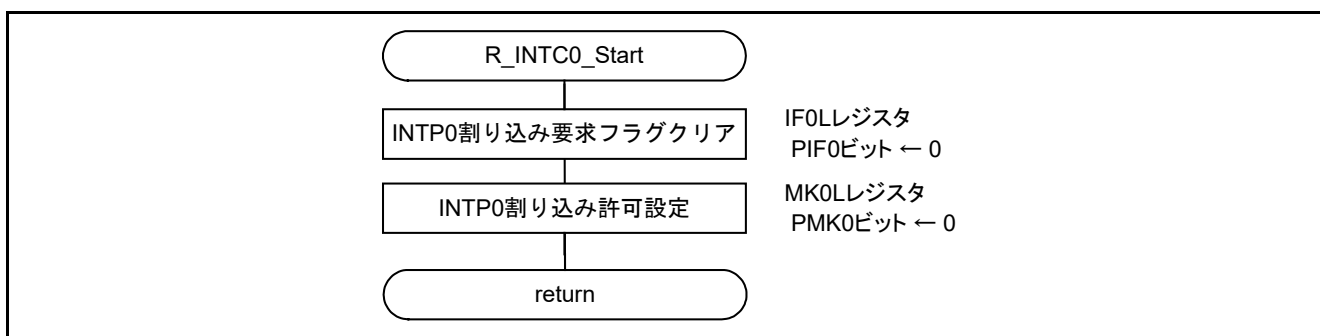 R_INTC0_Start
INTP0割り込み要求フラグクリア
IF0Lレジスタ
PIF0ビット ← 0
INTP0割り込み許可設定
MK0Lレジスタ
PMK0ビット ← 0
return